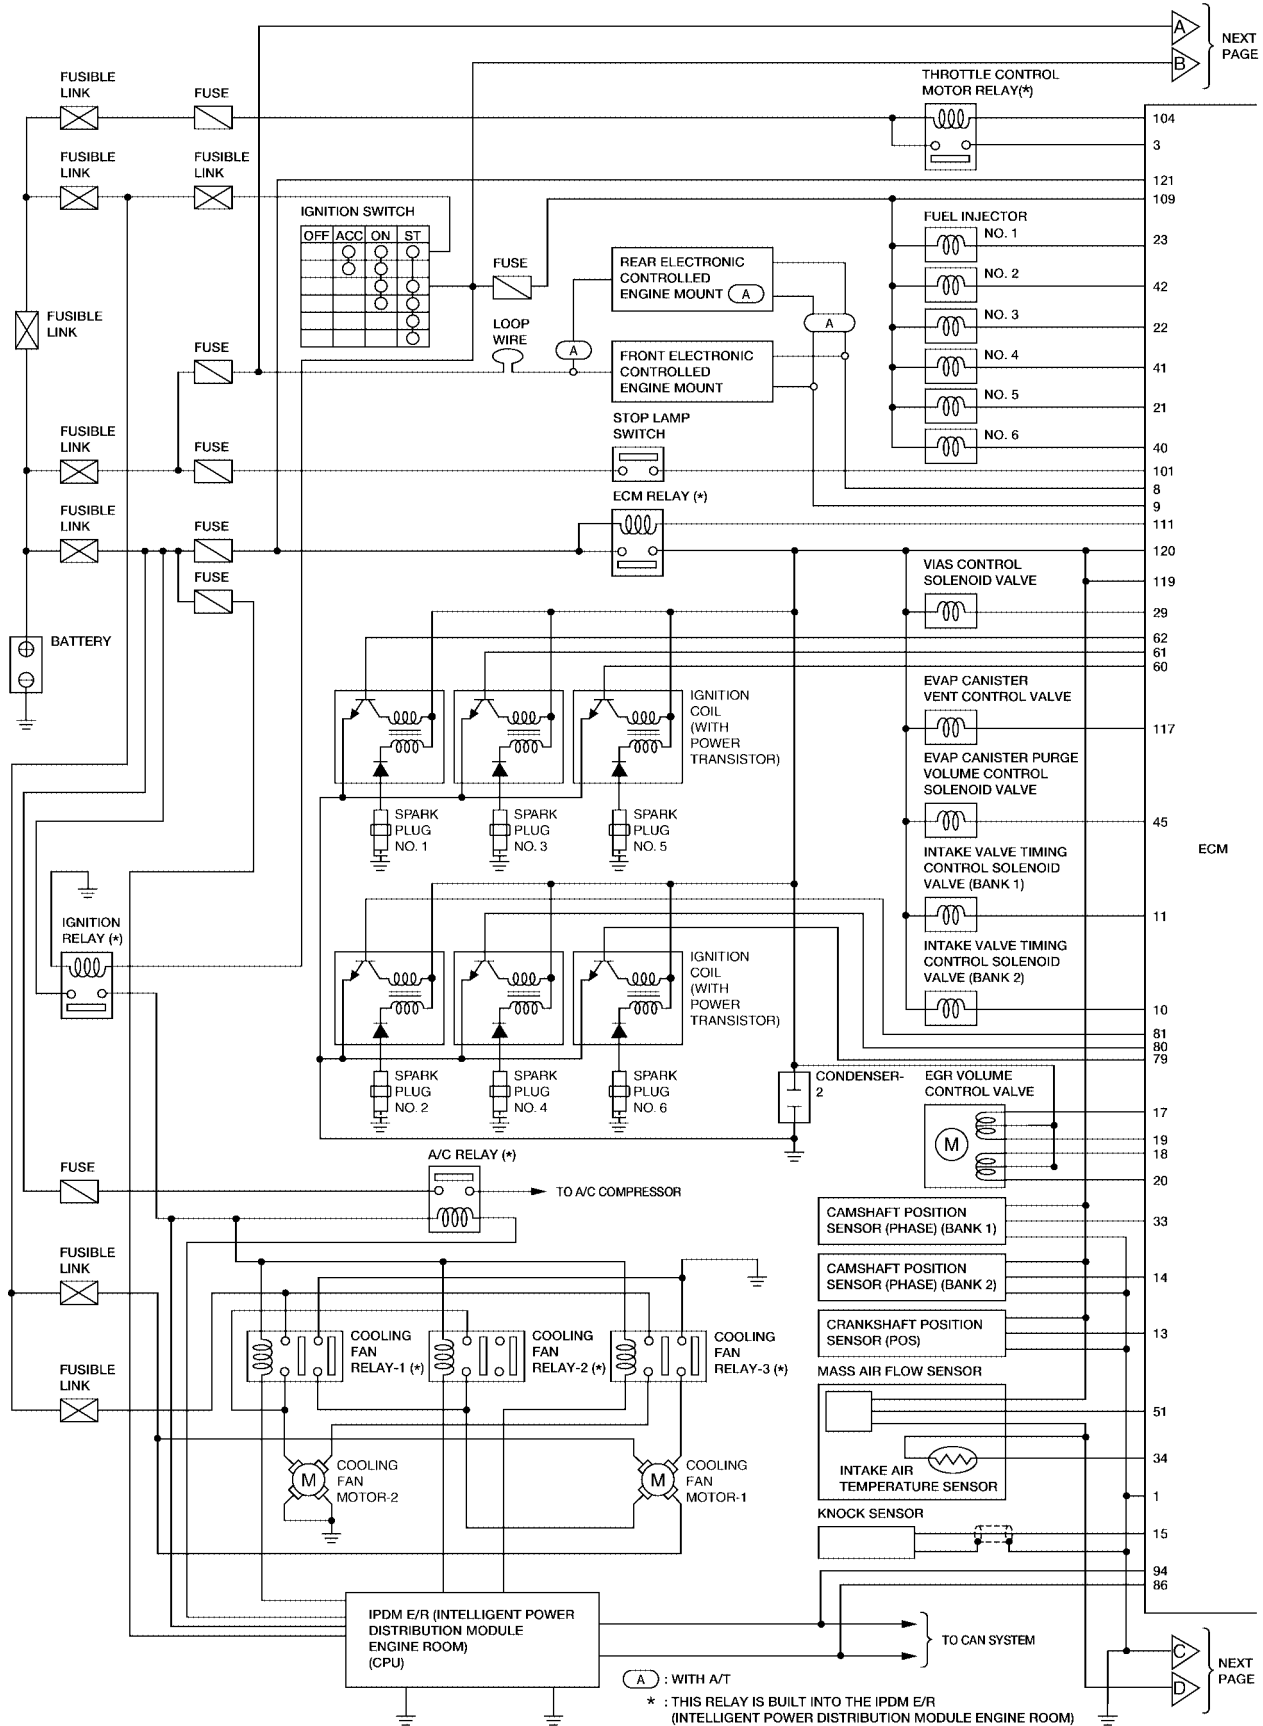 A
B
NEXT
PAGE
THROTTLE CONTROL
MOTOR RELAY(*)
FUSIBLE
LINK
FUSE
104
3
FUSIBLE
LINK
FUSIBLE
LINK
121
109
IGNITION SWITCH
OFF ACC ON ST
FUSE
REAR ELECTRONIC
CONTROLLED
ENGINE MOUNT A
FUEL INJECTOR
NO. 1
23
NO. 2
42
NO. 3
22
NO. 4
41
NO. 5
21
NO. 6
40
FUSIBLE
LINK
LOOP
WIRE
A
A
FUSE
FRONT ELECTRONIC
CONTROLLED
ENGINE MOUNT
STOP LAMP
SWITCH
FUSIBLE
LINK
FUSE
101
8
9
ECM RELAY (*)
111
FUSIBLE
LINK
FUSE
120
FUSE
VIAS CONTROL
SOLENOID VALVE
119
29
62
61
60
BATTERY
IGNITION
COIL
(WITH
POWER
TRANSISTOR)
EVAP CANISTER
VENT CONTROL VALVE
117
EVAP CANISTER PURGE
VOLUME CONTROL
SOLENOID VALVE
45
ECM
SPARK
PLUG
NO. 1
SPARK
PLUG
NO. 3
SPARK
PLUG
NO. 5
INTAKE VALVE TIMING
CONTROL SOLENOID
VALVE (BANK 1)
11
IGNITION
RELAY (*)
IGNITION
COIL
(WITH
POWER
TRANSISTOR)
INTAKE VALVE TIMING
CONTROL SOLENOID
VALVE (BANK 2)
10
81
80
79
SPARK
PLUG
NO. 2
SPARK
PLUG
NO. 4
SPARK
PLUG
NO. 6
CONDENSER-
2
EGR VOLUME
CONTROL VALVE
M
17
19
18
20
FUSE
A/C RELAY (*)
TO A/C COMPRESSOR
CAMSHAFT POSITION
SENSOR (PHASE) (BANK 1)
33
FUSIBLE
LINK
CAMSHAFT POSITION
SENSOR (PHASE) (BANK 2)
14
CRANKSHAFT POSITION
SENSOR (POS)
13
COOLING
FAN
RELAY-1 (*)
COOLING
FAN
RELAY-2 (*)
COOLING
FAN
RELAY-3 (*)
FUSIBLE
LINK
MASS AIR FLOW SENSOR
51
34
INTAKE AIR
TEMPERATURE SENSOR
M
COOLING
FAN
MOTOR-2
M
COOLING
FAN
MOTOR-1
1
KNOCK SENSOR
15
94
86
IPDM E/R (INTELLIGENT POWER
DISTRIBUTION MODULE
ENGINE ROOM)
(CPU)
TO CAN SYSTEM
C
D
NEXT
PAGE
A : WITH A/T
* : THIS RELAY IS BUILT INTO THE IPDM E/R
(INTELLIGENT POWER DISTRIBUTION MODULE ENGINE ROOM)